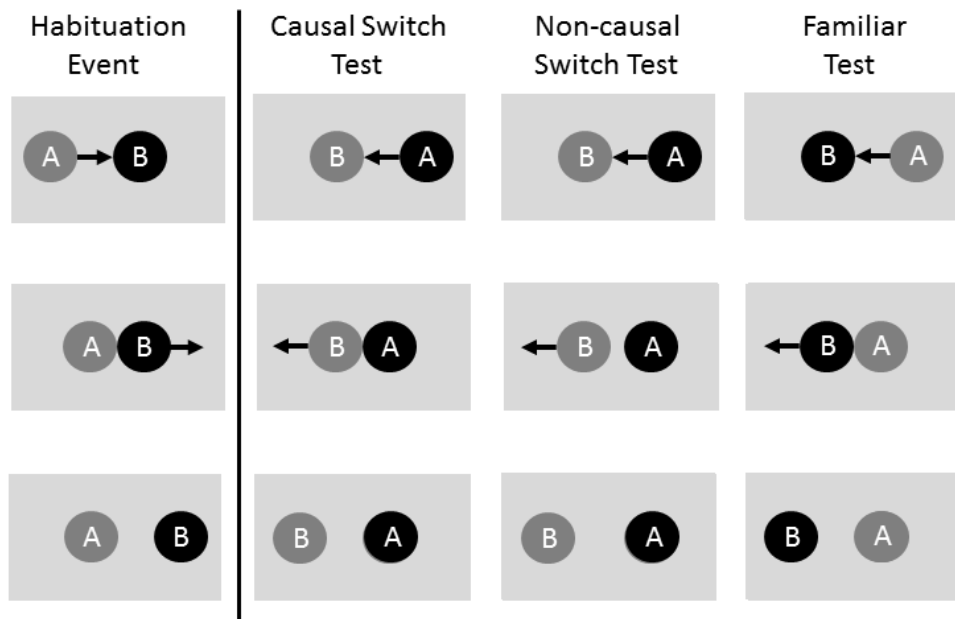 Habituation
Event
Causal Switch
Test
Non-causal
Switch Test
Familiar
Test
A B
B A
B A
B A
A B
B A
B A
B A
A B
B A
B A
B A